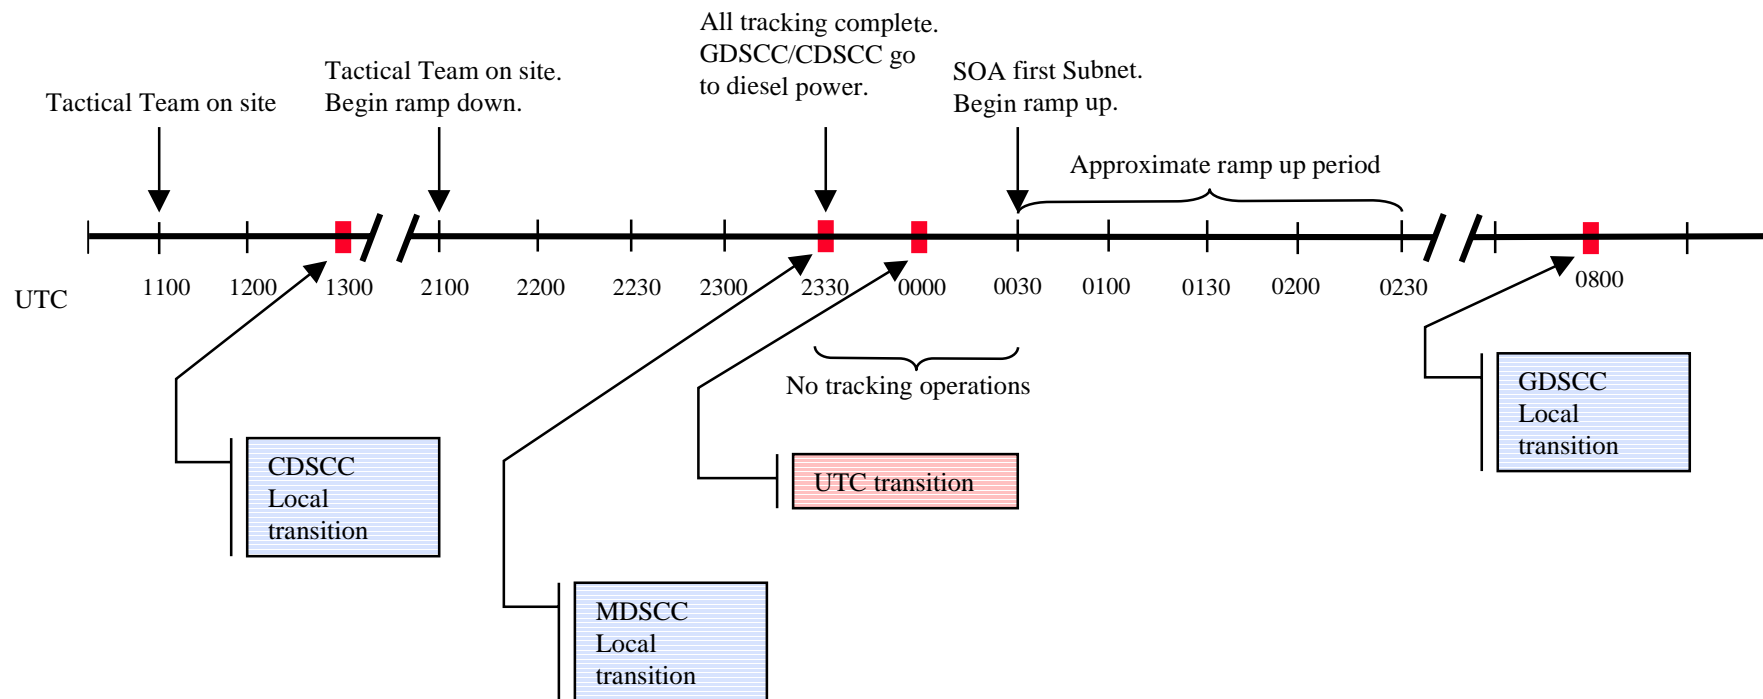 All tracking complete.
GDSCC/CDSCC go
to diesel power.
Tactical Team on site.
Begin ramp down.
SOA first Subnet.
Begin ramp up.
Tactical Team on site
Approximate ramp up period
UTC
1100
1200
1300
2100
2200
2230
2300
2330
0000
0030
0100
0130
0200
0230
0800
No tracking operations
GDSCC
Local
transition
CDSCC
Local
transition
UTC transition
MDSCC
Local
transition